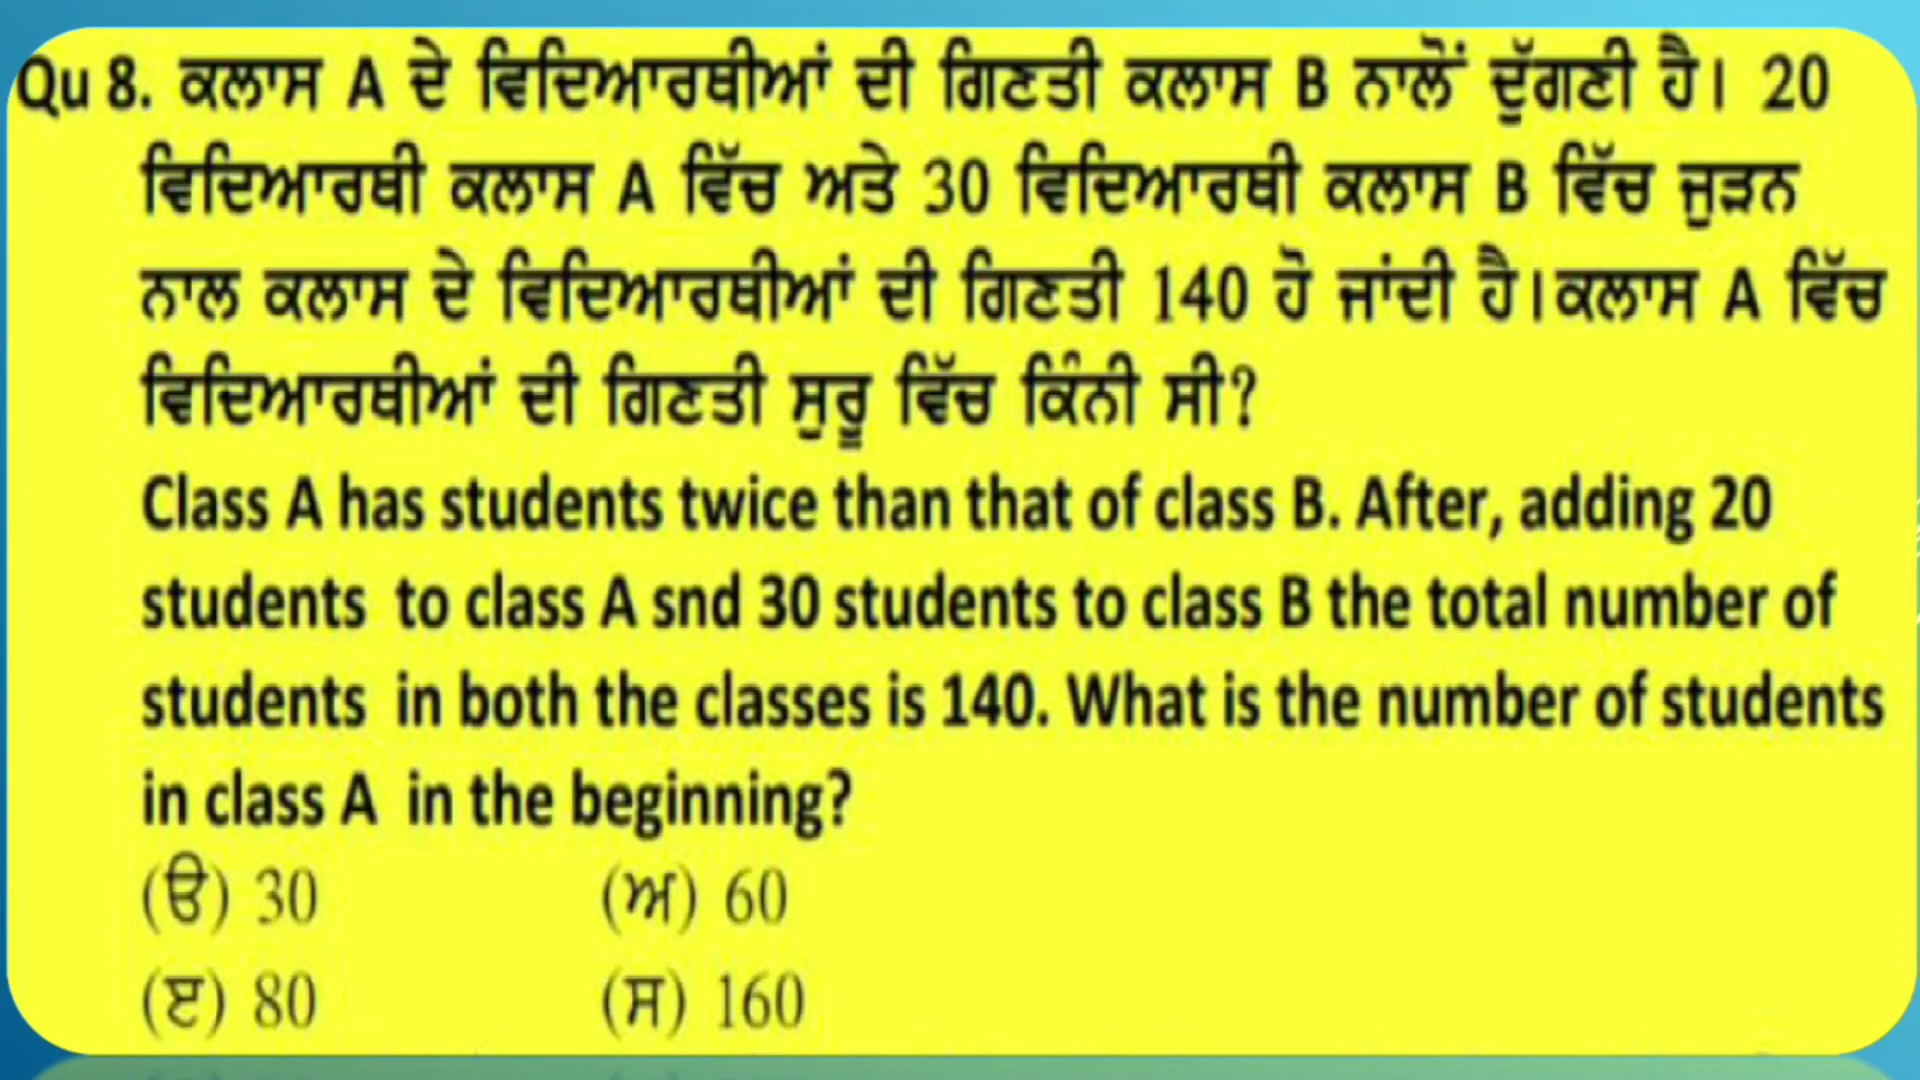 Qu 8. ਕਲਾਸ A ਦੇ ਵਿਦਿਆਰਥੀਆਂ ਦੀ ਗਿਣਤੀ ਕਲਾਸ B ਨਾਲੋਂ ਦੁੱਗਣੀ ਹੈ। 20
ਵਿਦਿਆਰਥੀ ਕਲਾਸ A ਵਿੱਚ ਅਤੇ 30 ਵਿਦਿਆਰਥੀ ਕਲਾਸ B ਵਿੱਚ ਜੁੜਨ
ਨਾਲ ਕਲਾਸ ਦੇ ਵਿਦਿਆਰਥੀਆਂ ਦੀ ਗਿਣਤੀ 140 ਹੋ ਜਾਂਦੀ ਹੈ।ਕਲਾਸ A ਵਿੱਚ
ਵਿਦਿਆਰਥੀਆਂ ਦੀ ਗਿਣਤੀ ਸੁਰੂ ਵਿੱਚ ਕਿੰਨੀ ਸੀ?
Class A has students twice than that of class B. After, adding 20
students to class A snd 30 students to class B the total number of
students in both the classes is 140. What is the number of students
in class A in the beginning?
(ੳ) 30 (ਅ) 60
(ੲ) 80 (ਸ) 160